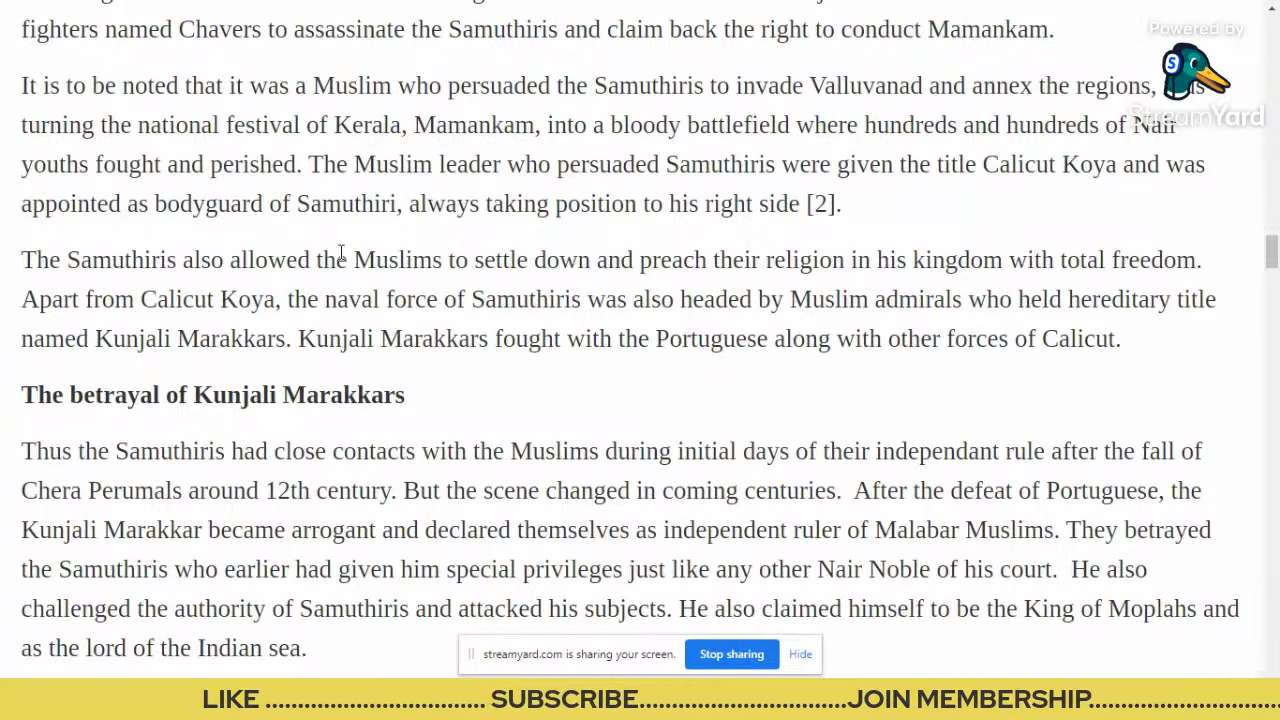 fighters named Chavers to assassinate the Samuthiris and claim back the right to conduct Mamankam.
Powered by
It is to be noted that it was a Muslim who persuaded the Samuthiris to invade Valluvanad and annex the regions,
StreamYard
turning the national festival of Kerala, Mamankam, into a bloody battlefield where hundreds and hundreds of Nair
youths fought and perished. The Muslim leader who persuaded Samuthiris were given the title Calicut Koya and was
appointed as bodyguard of Samuthiri, always taking position to his right side [2].
The Samuthiris also allowed the Muslims to settle down and preach their religion in his kingdom with total freedom.
Apart from Calicut Koya, the naval force of Samuthiris was also headed by Muslim admirals who held hereditary title
named Kunjali Marakkars. Kunjali Marakkars fought with the Portuguese along with other forces of Calicut.
The betrayal of Kunjali Marakkars
Thus the Samuthiris had close contacts with the Muslims during initial days of their independant rule after the fall of
Chera Perumals around 12th century. But the scene changed in coming centuries.  After the defeat of Portuguese, the
Kunjali Marakkar became arrogant and declared themselves as independent ruler of Malabar Muslims. They betrayed
the Samuthiris who earlier had given him special privileges just like any other Nair Noble of his court.  He also
challenged the authority of Samuthiris and attacked his subjects. He also claimed himself to be the King of Moplahs and
as the lord of the Indian sea.
streamyard.com is sharing your screen. Stop sharing Hide
LIKE ................................. SUBSCRIBE...............................JOIN MEMBERSHIP.............................